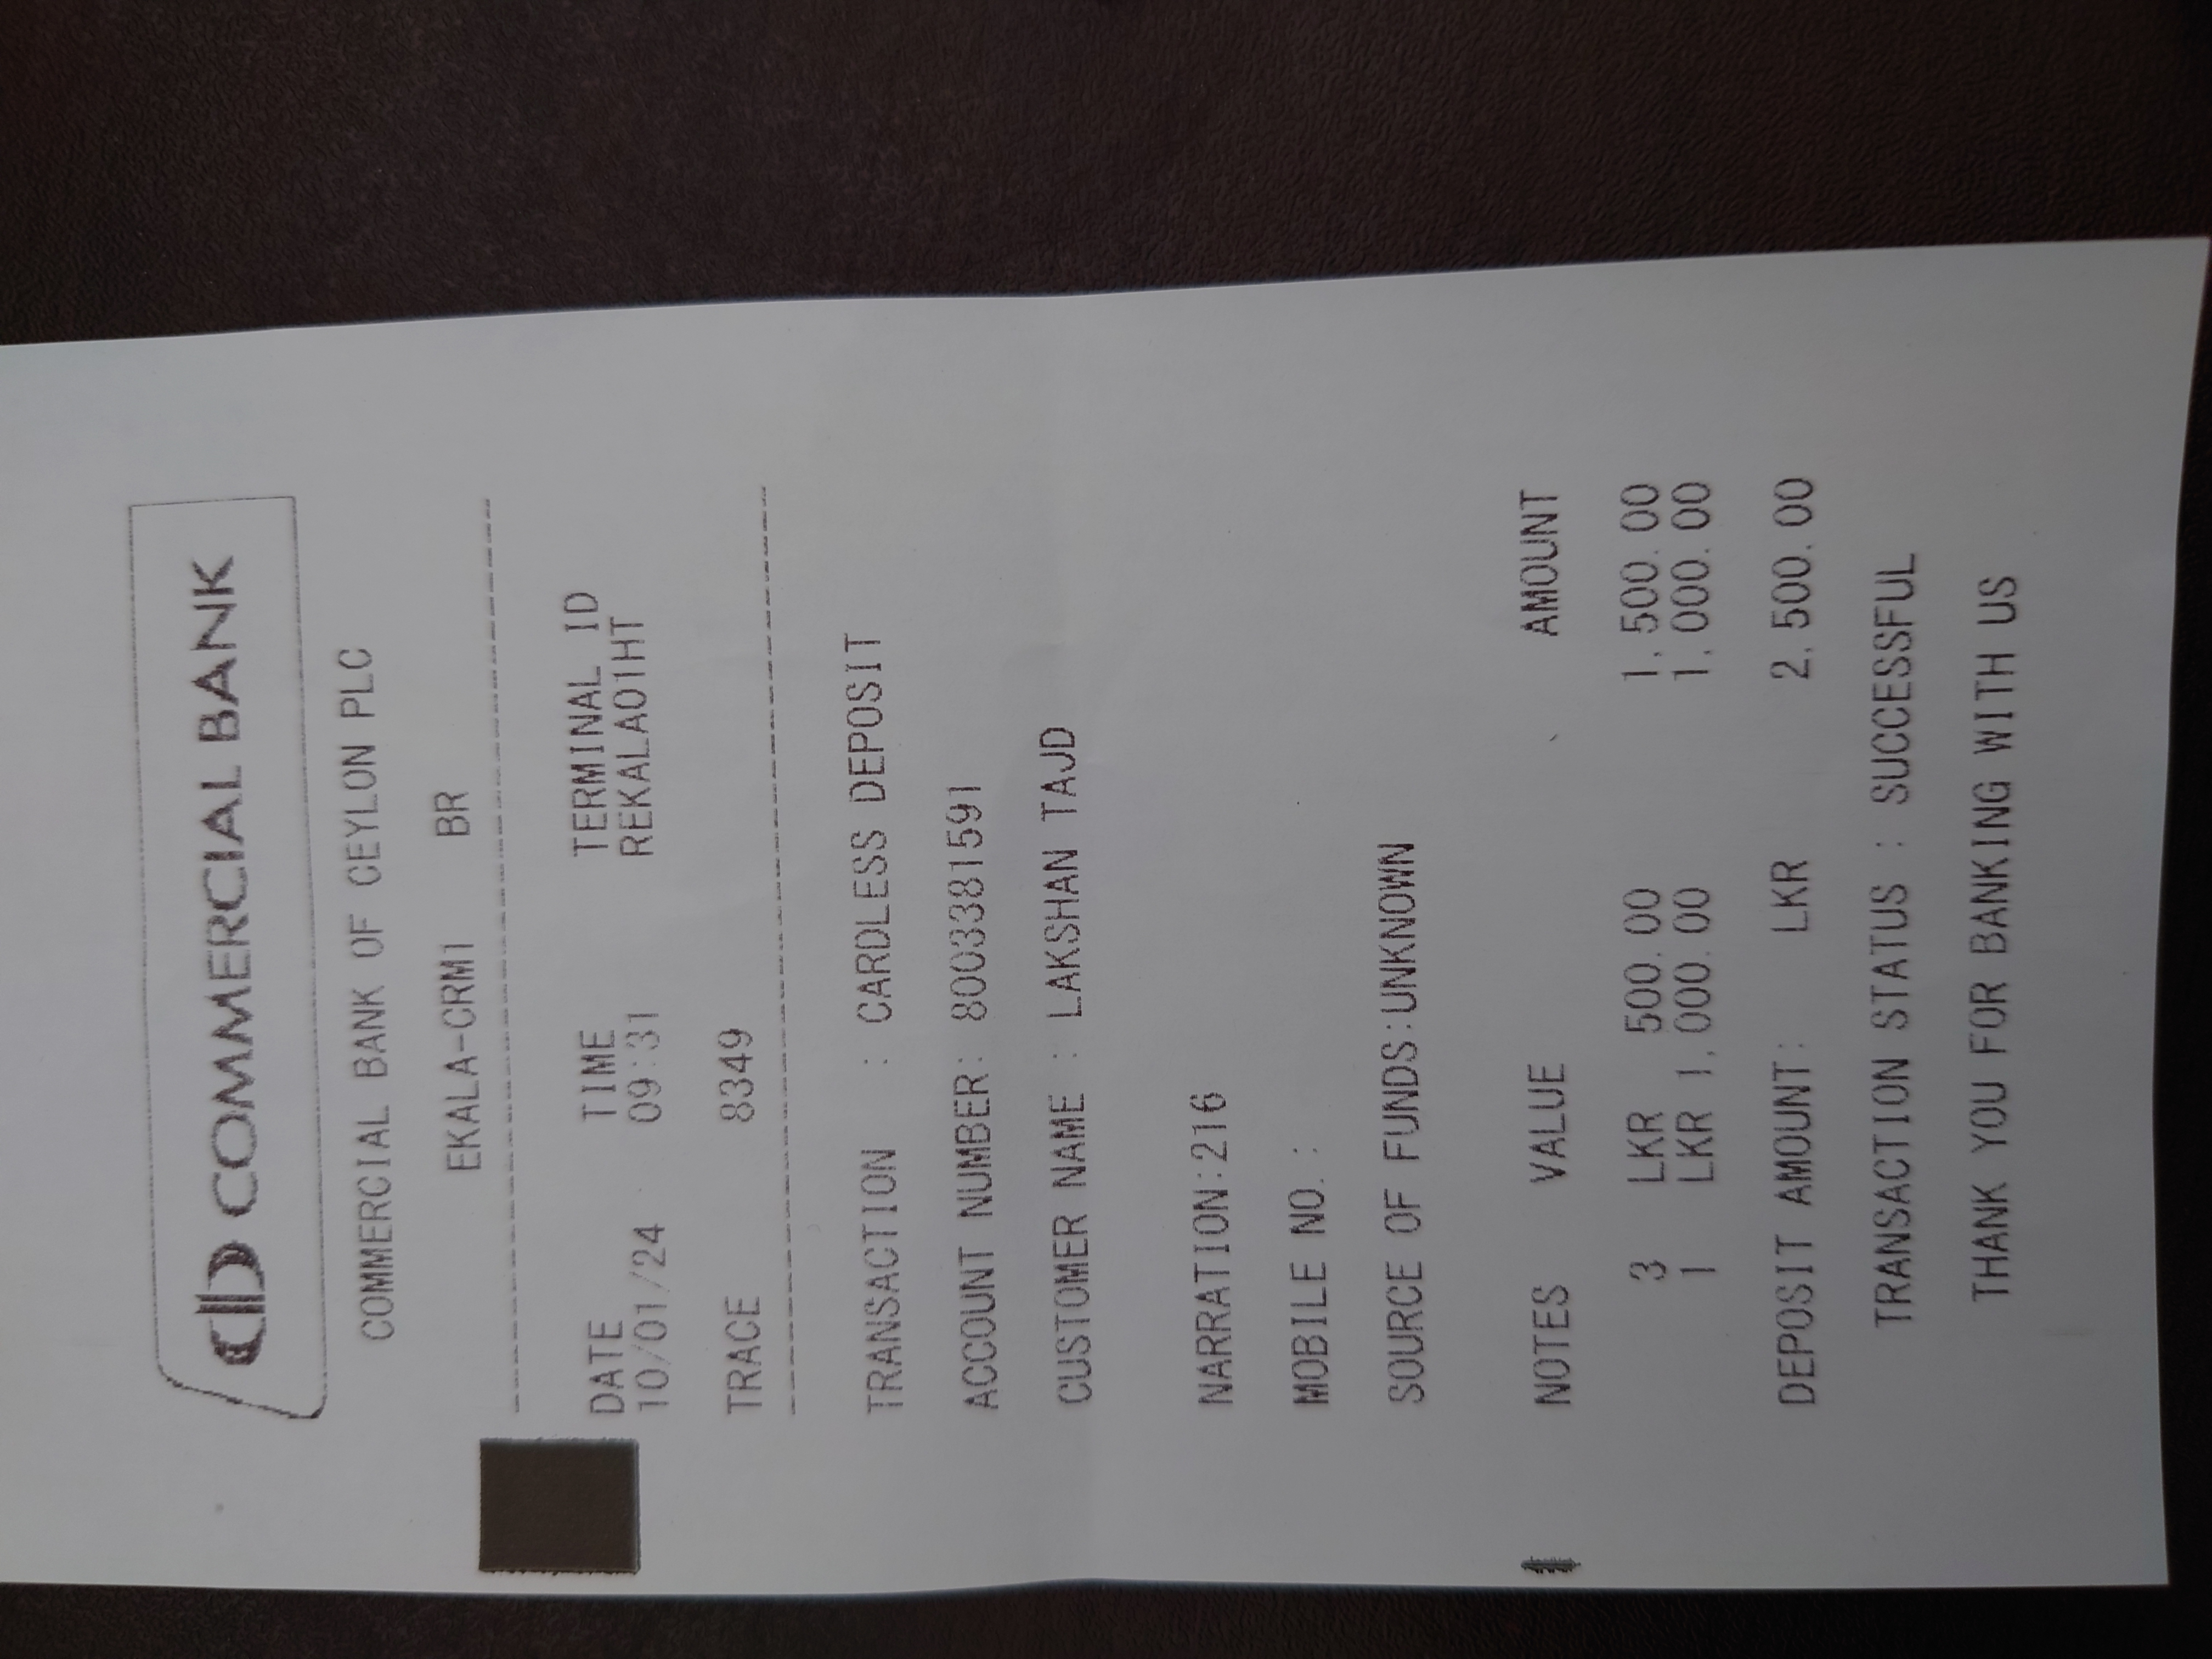 COMMERCIAL BANK
COMMERCIAL BANK OF CEYLON PLC
EKALA-CRM1 BR
DATE TIME TERMINAL ID
10/01/24 09:31 REKALA01HT
TRACE 8349
TRANSACTION : CARDLESS DEPOSIT
ACCOUNT NUMBER: 8003381591
CUSTOMER NAME : LAKSHAN TAJD
NARRATION:216
MOBILE NO. :
SOURCE OF FUNDS:UNKNOWN
NOTES VALUE AMOUNT
3 LKR 500.00 1,500.00
1 LKR 1,000.00 1,000.00
DEPOSIT AMOUNT: LKR 2,500.00
TRANSACTION STATUS : SUCCESSFUL
THANK YOU FOR BANKING WITH US